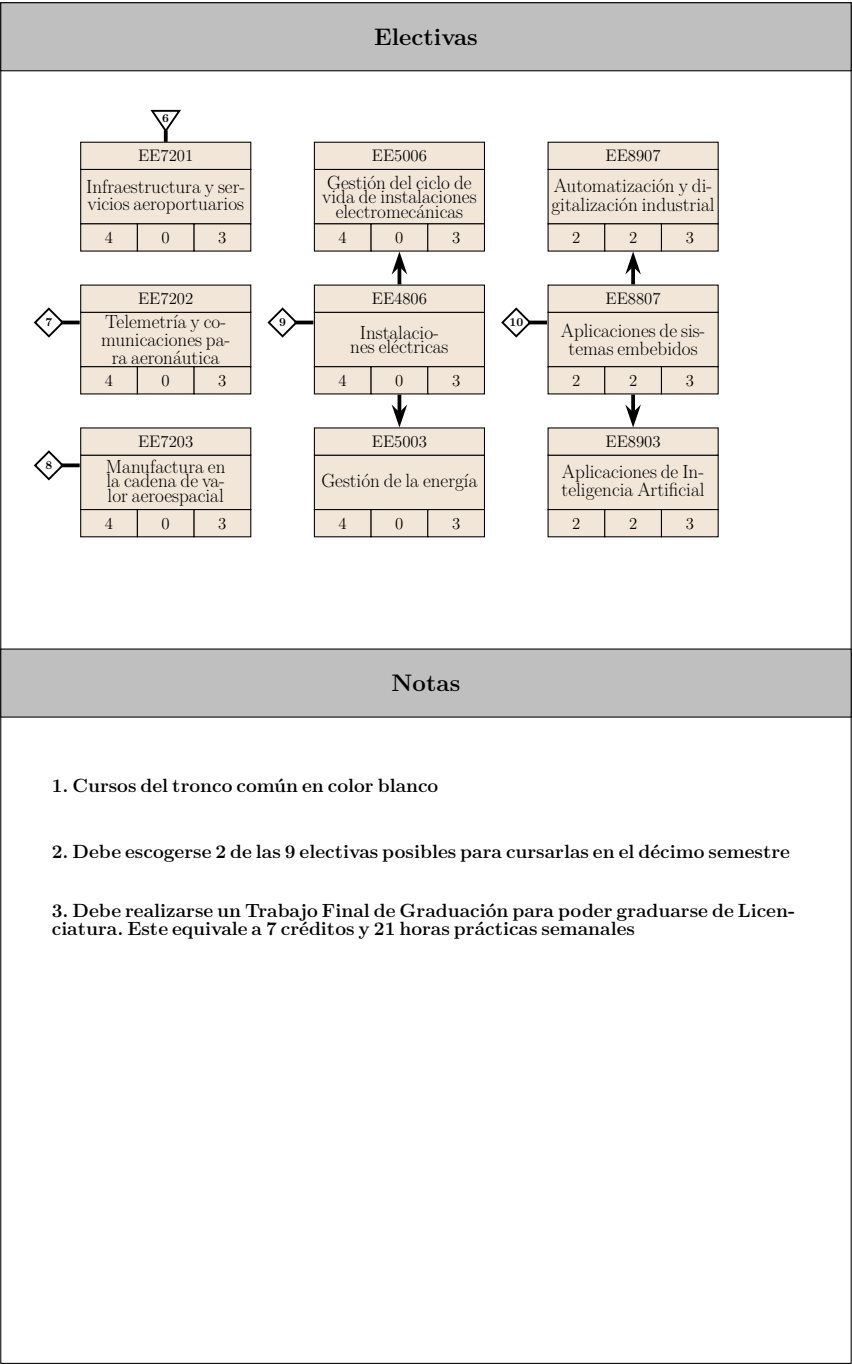 Electivas
6
EE7201
Infraestructura y ser-
vicios aeroportuarios
4 0 3
EE5006
Gestión del ciclo de
vida de instalaciones
electromecánicas
4 0 3
EE8907
Automatización y di-
gitalización industrial
2 2 3
7
EE7202
Telemetría y co-
municaciones pa-
ra aeronáutica
4 0 3
9
EE4806
Instalacio-
nes eléctricas
4 0 3
10
EE8807
Aplicaciones de sis-
temas embebidos
2 2 3
8
EE7203
Manufactura en
la cadena de va-
lor aeroespacial
4 0 3
EE5003
Gestión de la energía
4 0 3
EE8903
Aplicaciones de In-
teligencia Artificial
2 2 3
Notas
1. Cursos del tronco común en color blanco
2. Debe escogerse 2 de las 9 electivas posibles para cursarlas en el décimo semestre
3. Debe realizarse un Trabajo Final de Graduación para poder graduarse de Licen-
ciatura. Este equivale a 7 créditos y 21 horas prácticas semanales